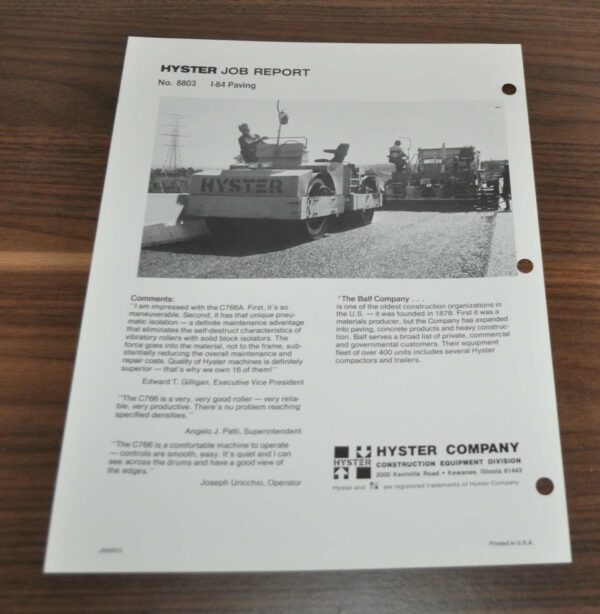 HYSTER JOB REPORT
No. 8803 I-84 Paving
HYSTER
Comments:
"I am impressed with the C766A. First, it's so
maneuverable. Second, it has that unique pneu-
matic isolation — a definite maintenance advantage
that eliminates the self-destruct characteristics of
vibratory rollers with solid block isolators. The
force goes into the material, not to the frame, sub-
stantially reducing the overall maintenance and
repair costs. Quality of Hyster machines is definitely
superior — that's why we own 16 of them!"
Edward T. Gilligan, Executive Vice President
"The C766 is a very, very good roller — very relia-
ble, very productive. There's no problem reaching
specified densities."
Angelo J. Patti, Superintendent
"The C766 is a comfortable machine to operate
— controls are smooth, easy. It's quiet and I can
see across the drums and have a good view of
the edges."
Joseph Uricchio, Operator
*The Balf Company . . .
is one of the oldest construction organizations in
the U.S. — it was founded in 1878. First it was a
materials producer, but the Company has expanded
into paving, concrete products and heavy construc-
tion. Balf serves a broad list of private, commercial
and governmental customers. Their equipment
fleet of over 400 units includes several Hyster
compactors and trailers.
HYSTER
HYSTER COMPANY
CONSTRUCTION EQUIPMENT DIVISION
2000 Kentville Road • Kewanee, Illinois 61443
Hyster and are registered trademarks of Hyster Company
Printed in U.S.A.